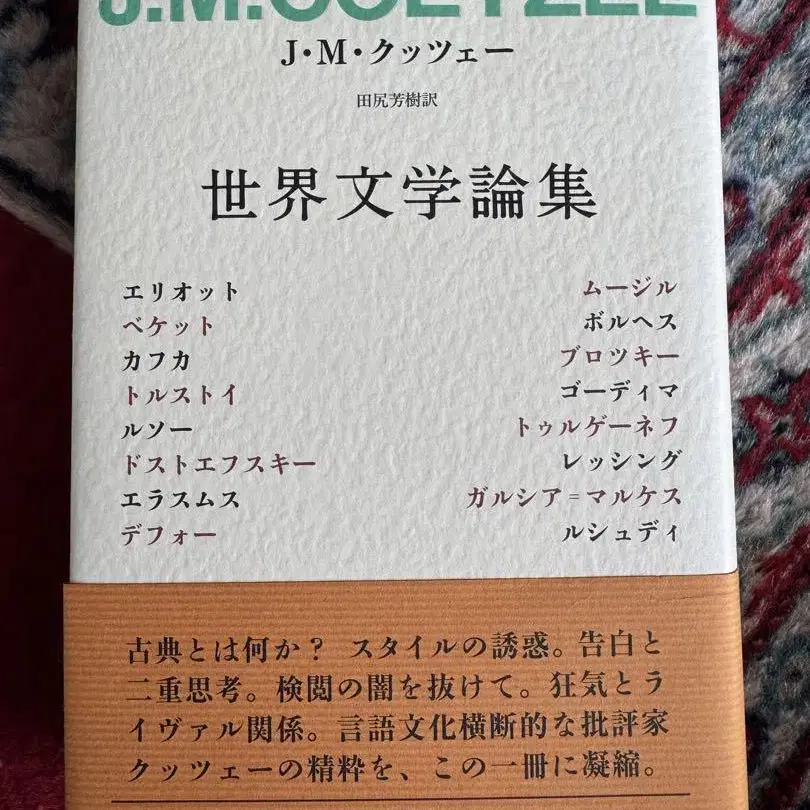 J.M.COETZEE
J・M・クッツェー
田尻芳樹訳
世界文学論集
エリオット
ベケット
カフカ
トルストイ
ルソー
ドストエフスキー
エラスムス
デフォー
ムージル
ボルヘス
ブロツキー
ゴーディマ
トゥルゲーネフ
レッシング
ガルシア=マルケス
ルシュディ
古典とは何か? スタイルの誘惑。告白と
二重思考。検閲の闇を抜けて。狂気とラ
イヴァル関係。言語文化横断的な批評家
クッツェーの精粋を、この一冊に凝縮。